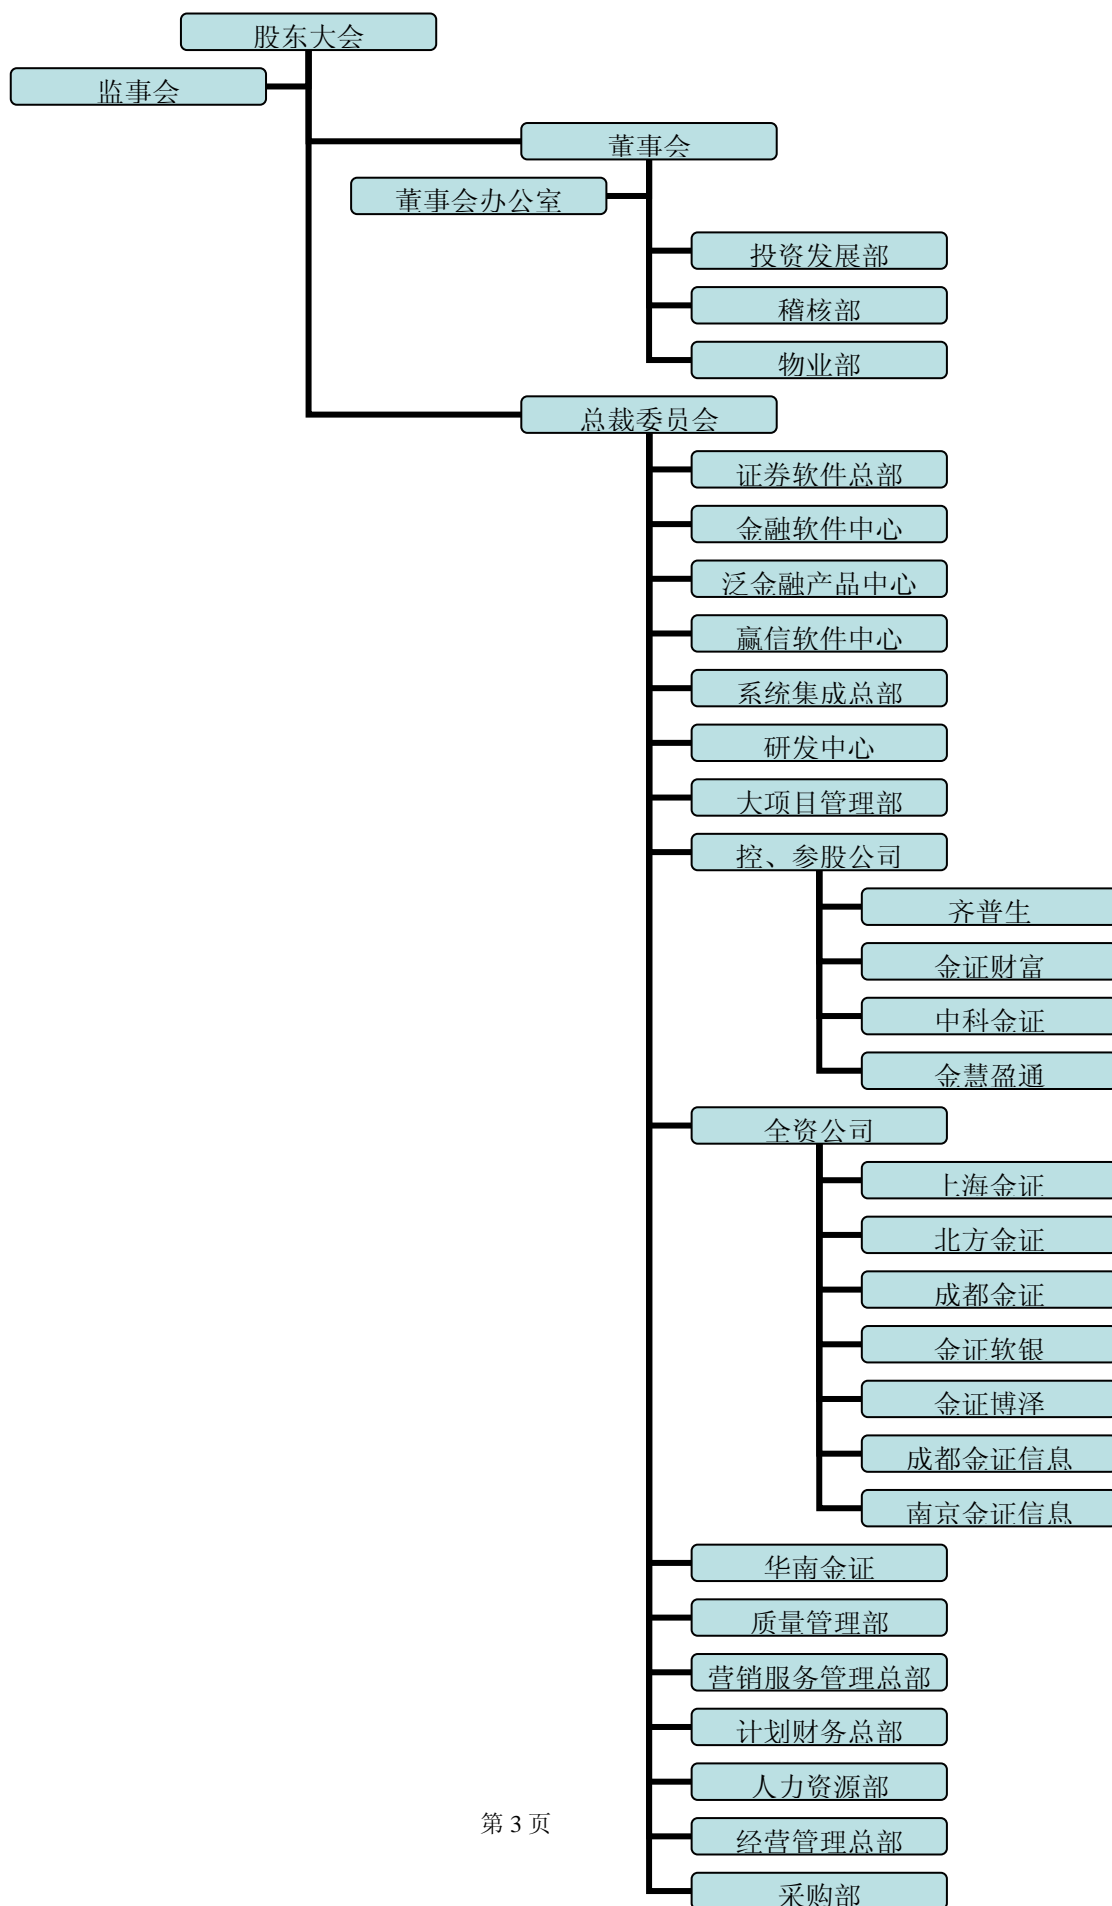 股东大会
监事会
董事会
董事会办公室
投资发展部
稽核部
物业部
总裁委员会
证券软件总部
金融软件中心
泛金融产品中心
赢信软件中心
系统集成总部
研发中心
大项目管理部
控、参股公司
齐普生
金证财富
中科金证
金慧盈通
全资公司
上海金证
北方金证
成都金证
金证软银
金证博泽
成都金证信息
南京金证信息
华南金证
质量管理部
营销服务管理总部
计划财务总部
人力资源部
第 3 页
经营管理总部
采购部